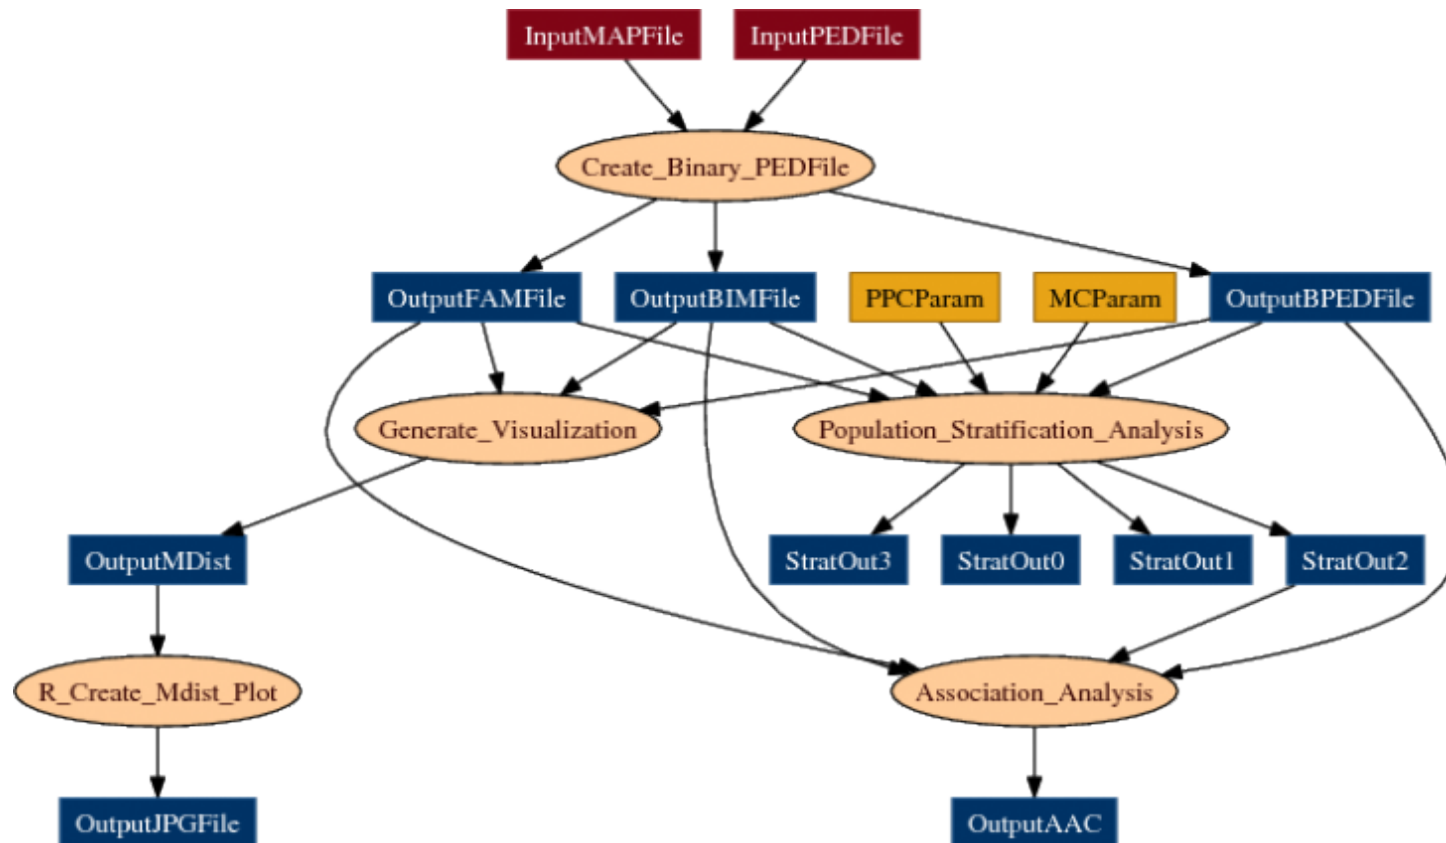 InputMAPFile
InputPEDFile
Create_Binary_PEDFile
OutputFAMFile
OutputBIMFile
PPCParam
MCParam
OutputBPEDFile
Generate_Visualization
Population_Stratification_Analysis
OutputMDist
StratOut3
StratOut0
StratOut1
StratOut2
R_Create_Mdist_Plot
Association_Analysis
OutputJPGFile
OutputAAC